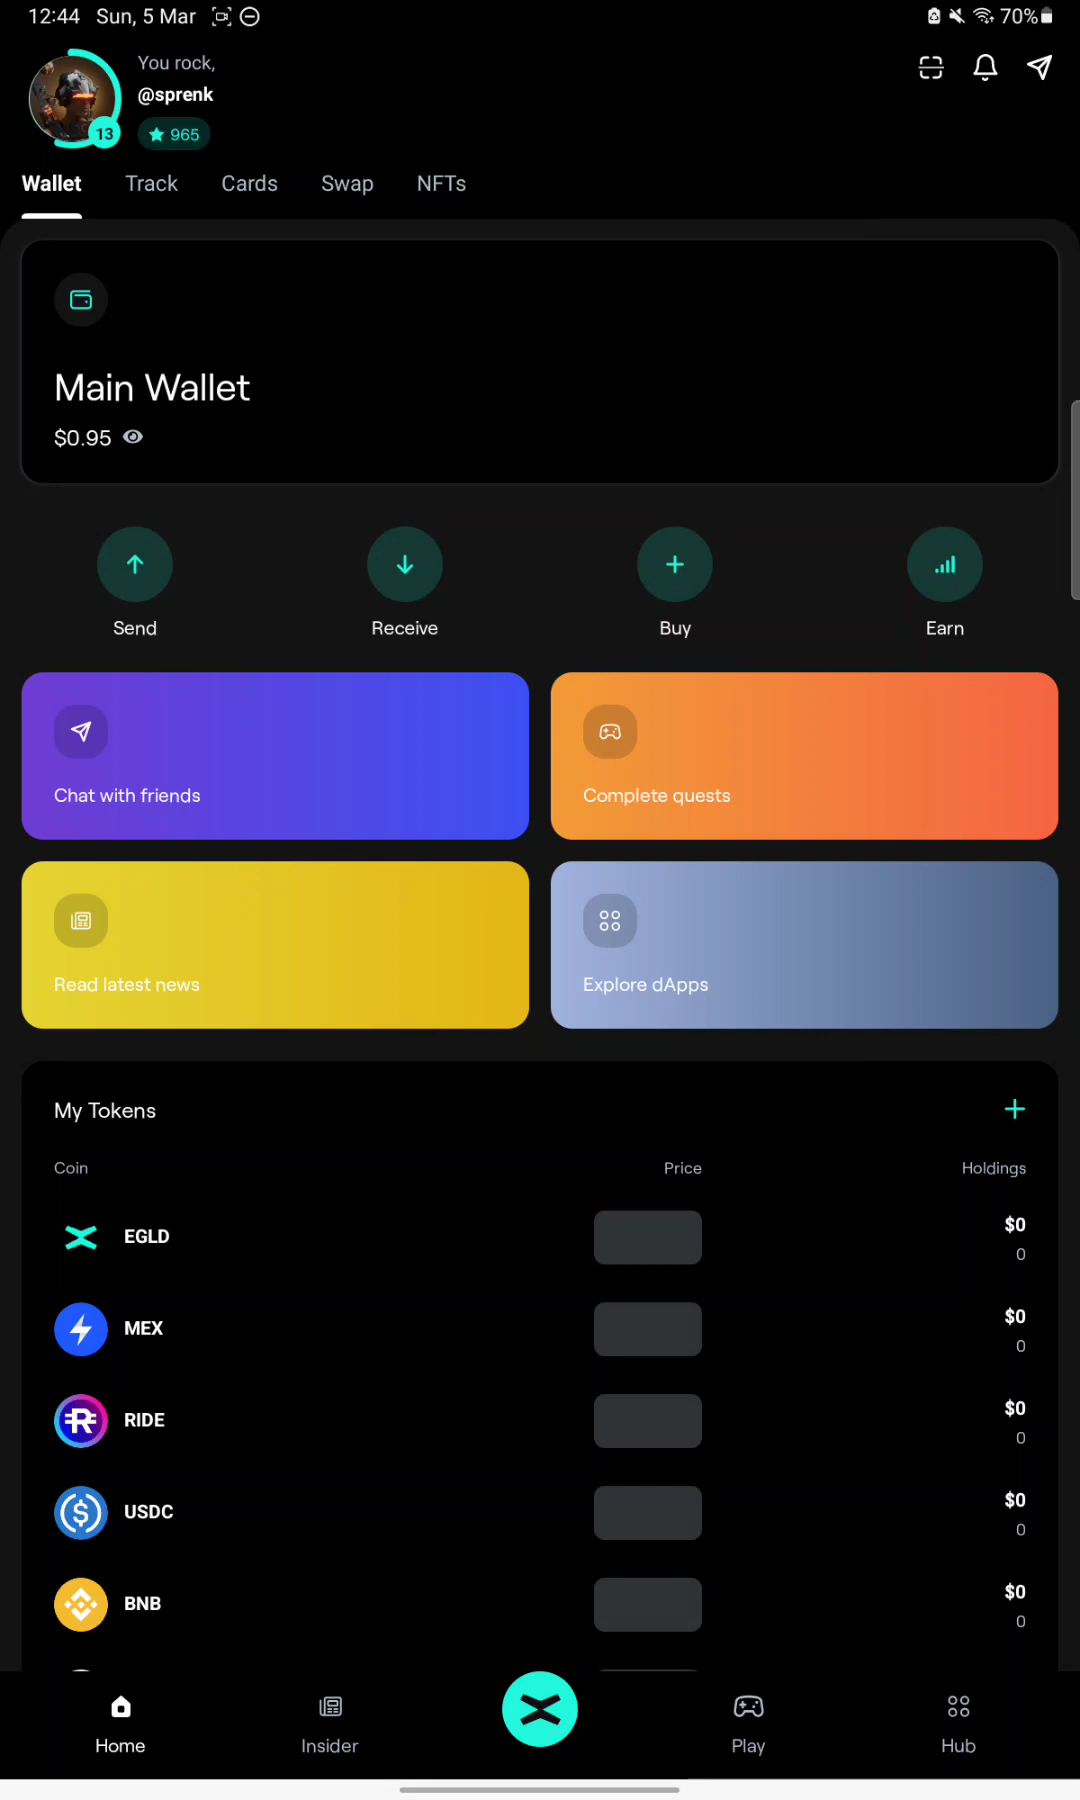 12:44 Sun, 5 Mar 70%
You rock,
@sprenk
13
965
Wallet Track Cards Swap NFTs
Main Wallet
$0.95
Send Receive Buy Earn
Chat with friends Complete quests
Read latest news Explore dApps
My Tokens
Coin Price Holdings
EGLD $0
0
MEX $0
0
RIDE $0
0
USDC $0
0
BNB $0
0
Home Insider Play Hub